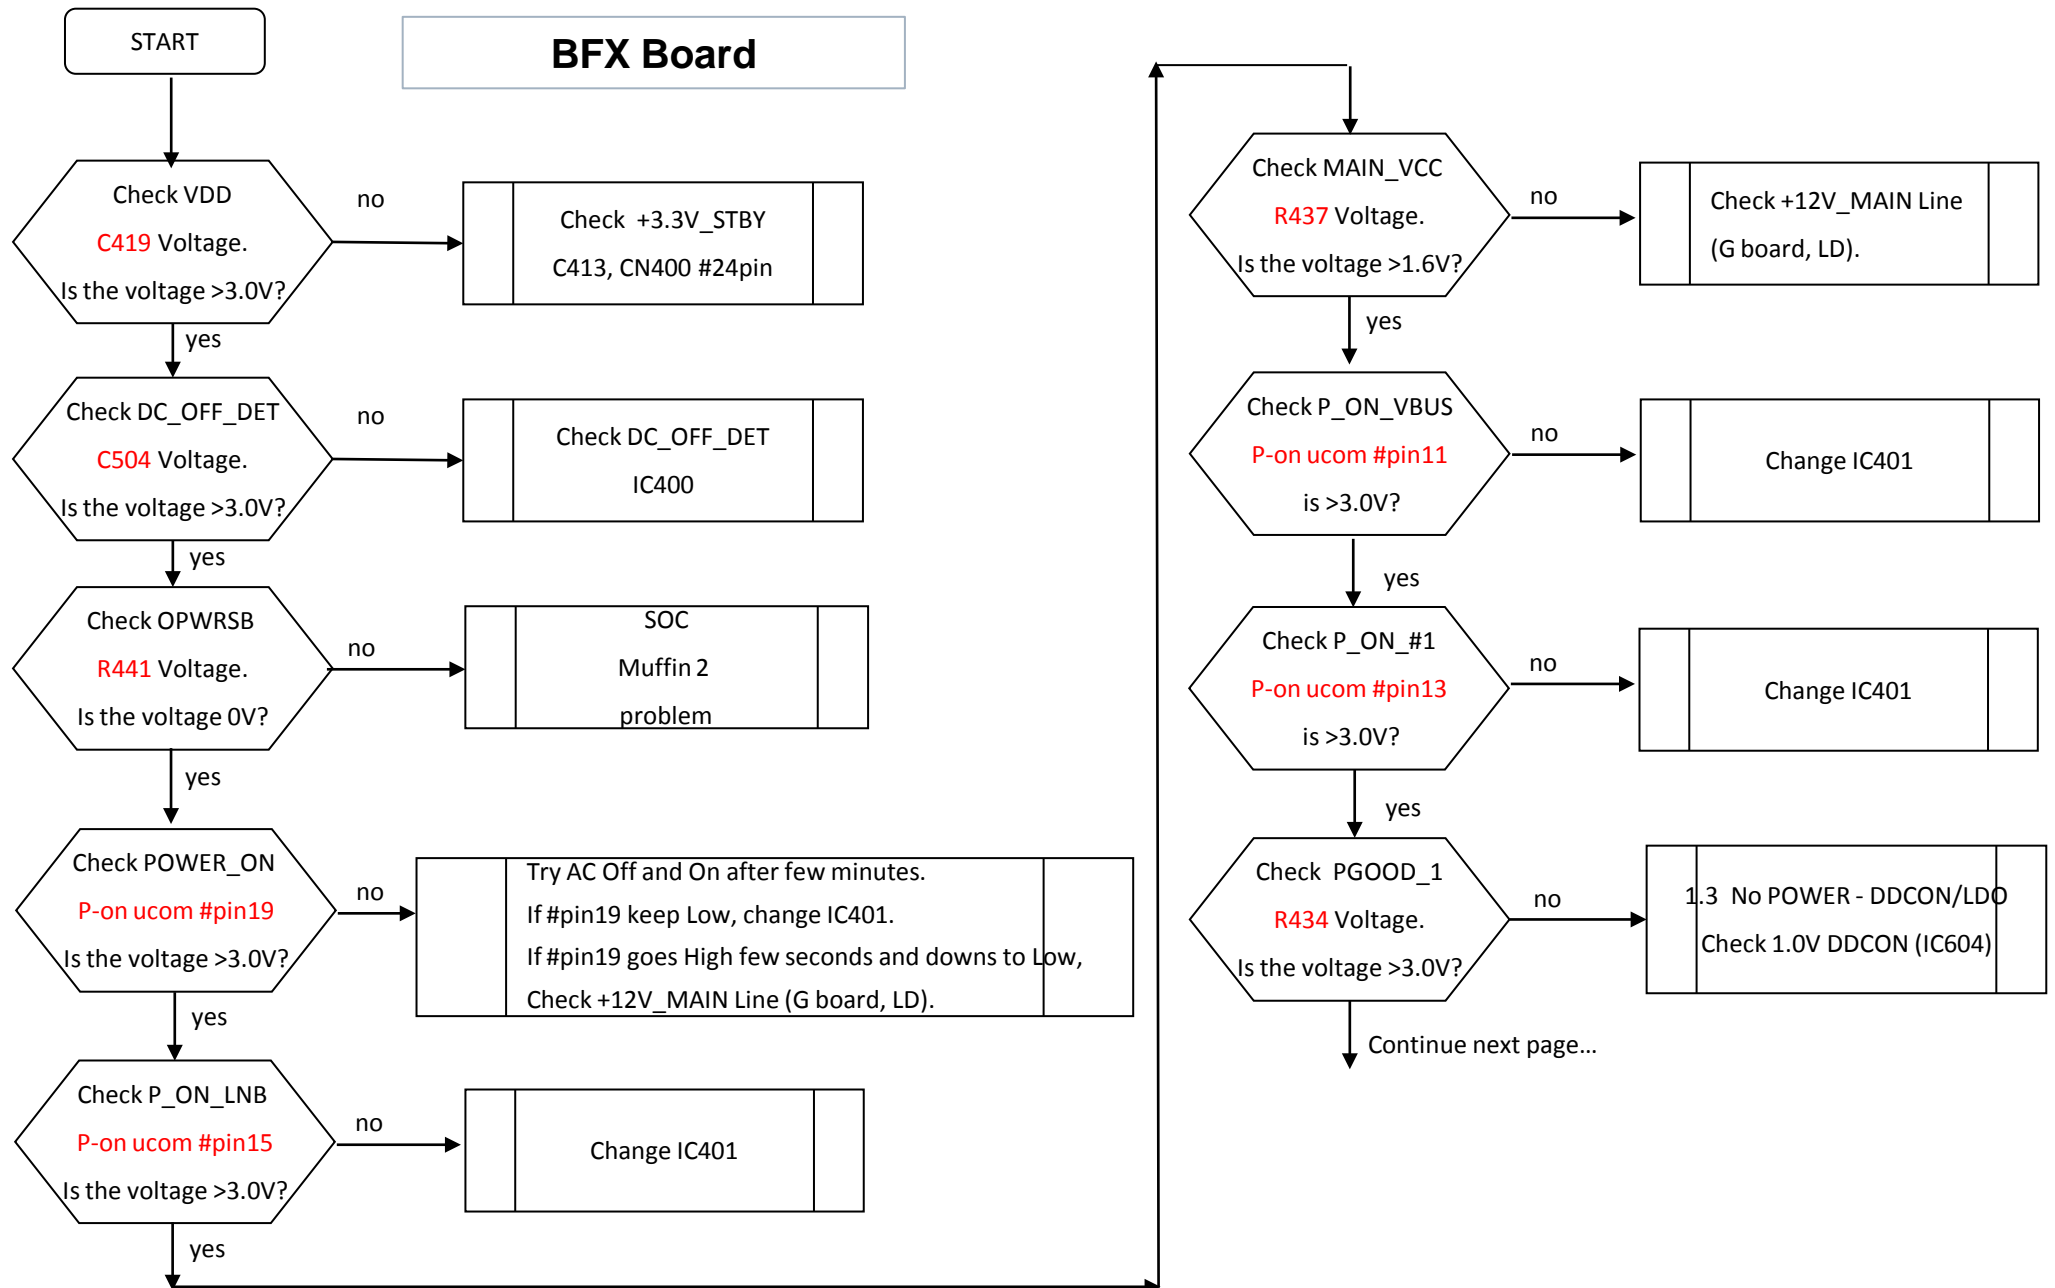 START
BFX Board
Check VDD
C419 Voltage.
Is the voltage >3.0V?
no
Check +3.3V_STBY
C413, CN400 #24pin
yes
Check DC_OFF_DET
C504 Voltage.
Is the voltage >3.0V?
no
Check DC_OFF_DET
IC400
yes
Check OPWRSB
R441 Voltage.
Is the voltage 0V?
no
SOC
Muffin 2
problem
yes
Check POWER_ON
P-on ucom #pin19
Is the voltage >3.0V?
no
Try AC Off and On after few minutes.
If #pin19 keep Low, change IC401.
If #pin19 goes High few seconds and downs to Low,
Check +12V_MAIN Line (G board, LD).
yes
Check P_ON_LNB
P-on ucom #pin15
Is the voltage >3.0V?
no
Change IC401
yes
Check MAIN_VCC
R437 Voltage.
Is the voltage >1.6V?
no
Check +12V_MAIN Line
(G board, LD).
yes
Check P_ON_VBUS
P-on ucom #pin11
is >3.0V?
no
Change IC401
yes
Check P_ON_#1
P-on ucom #pin13
is >3.0V?
no
Change IC401
yes
Check PGOOD_1
R434 Voltage.
Is the voltage >3.0V?
no
1.3 No POWER - DDCON/LDO
Check 1.0V DDCON (IC604)
Continue next page...